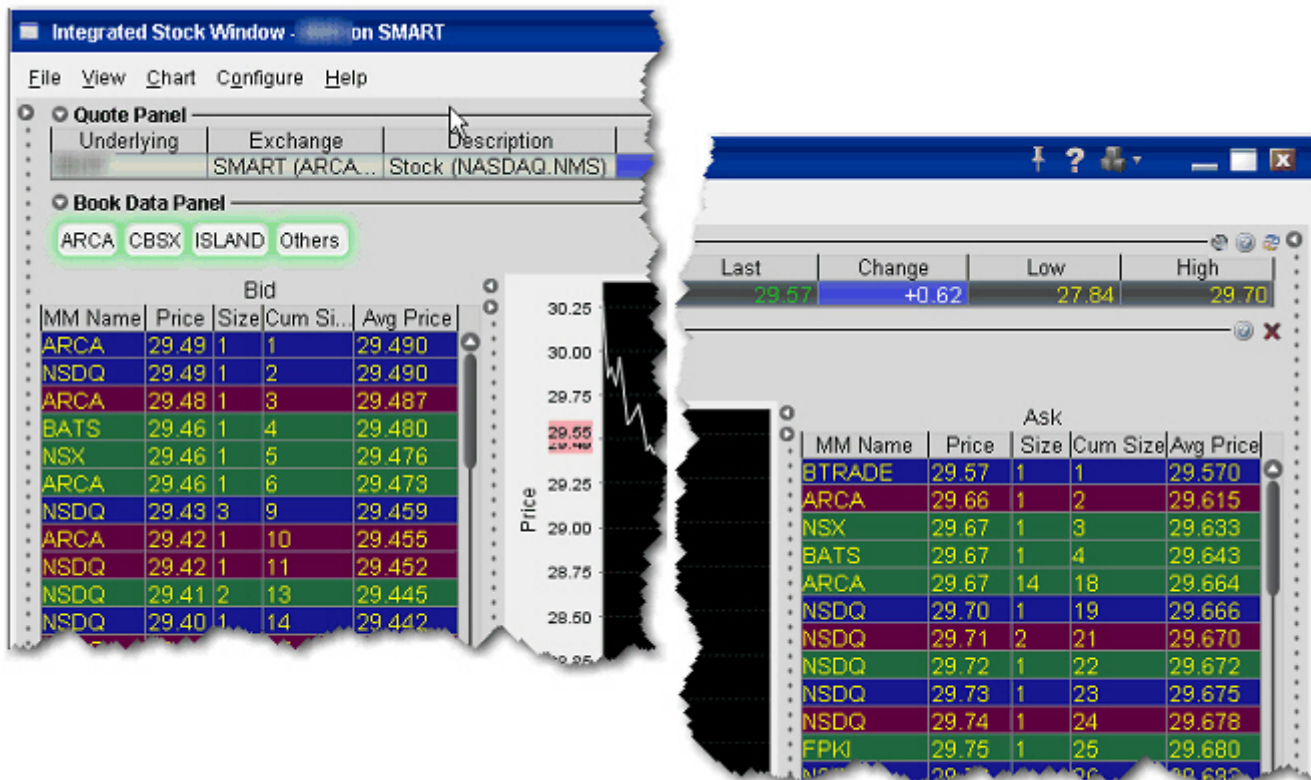 Integrated Stock Window - on SMART
File View Chart Configure Help
Quote Panel
Underlying Exchange Description
SMART (ARCA... Stock (NASDAQ.NMS)
Book Data Panel
ARCA CBSX ISLAND Others
Bid
MM Name Price Size Cum Si... Avg Price
ARCA 29.49 1 1 29.490
NSDQ 29.49 1 2 29.490
ARCA 29.48 1 3 29.487
BATS 29.46 1 4 29.480
NSX 29.46 1 5 29.476
ARCA 29.46 1 6 29.473
NSDQ 29.43 3 9 29.459
ARCA 29.42 1 10 29.455
NSDQ 29.42 1 11 29.452
NSDQ 29.41 2 13 29.445
NSDQ 29.40 1 14 29.442
Price
30.25
30.00
29.75
29.55
29.25
29.00
28.75
28.50
Last Change Low High
29.57 +0.62 27.84 29.70
Ask
MM Name Price Size Cum Size Avg Price
BTRADE 29.57 1 1 29.570
ARCA 29.66 1 2 29.615
NSX 29.67 1 3 29.633
BATS 29.67 1 4 29.643
ARCA 29.67 14 18 29.664
NSDQ 29.70 1 19 29.666
NSDQ 29.71 2 21 29.670
NSDQ 29.72 1 22 29.672
NSDQ 29.73 1 23 29.675
NSDQ 29.74 1 24 29.678
FPKI 29.75 1 25 29.680